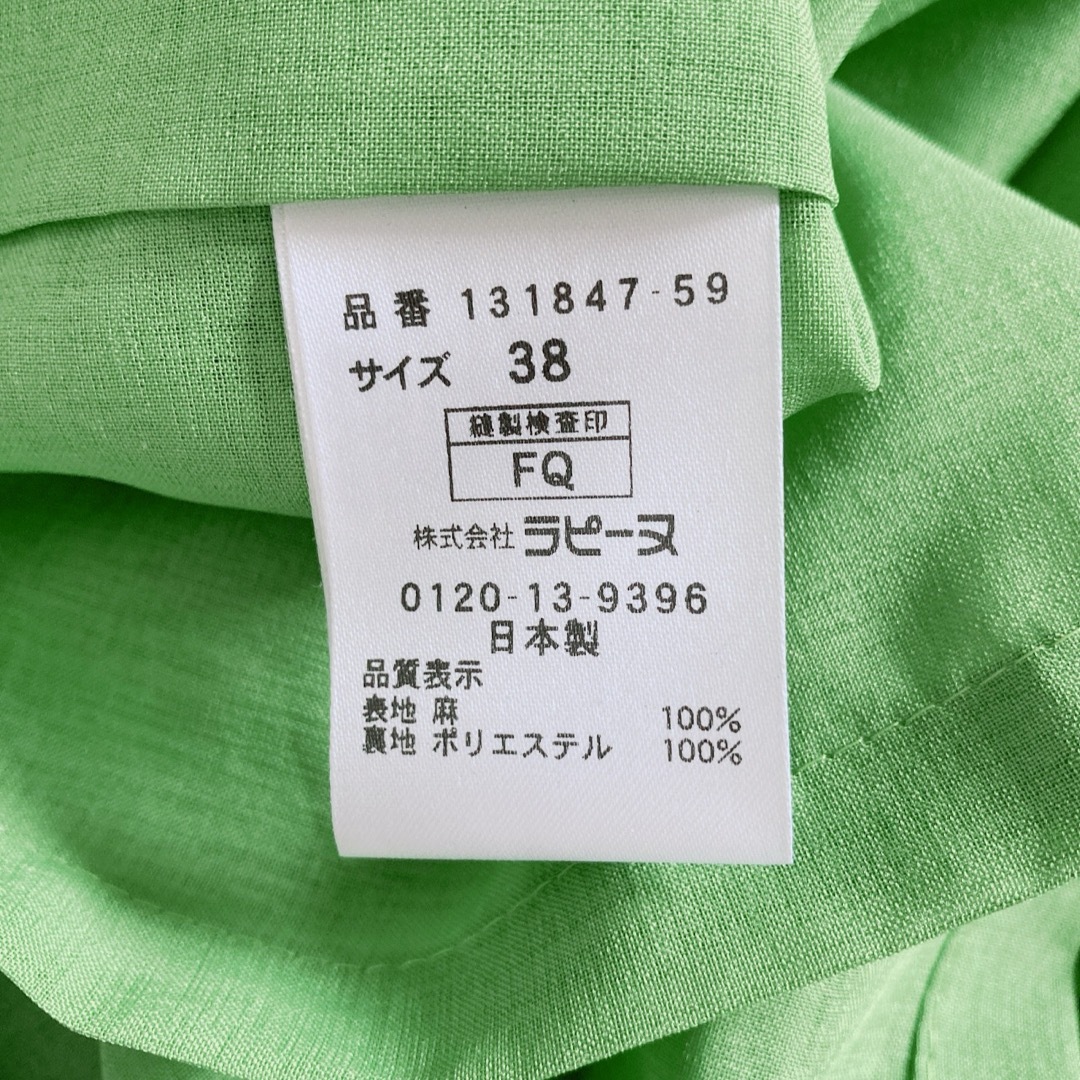 品番 131847-59
サイズ 38
縫製検査印
FQ
株式会社 ラピーヌ
0120-13-9396
日本製
品質表示
表地 麻 100%
裏地 ポリエステル 100%